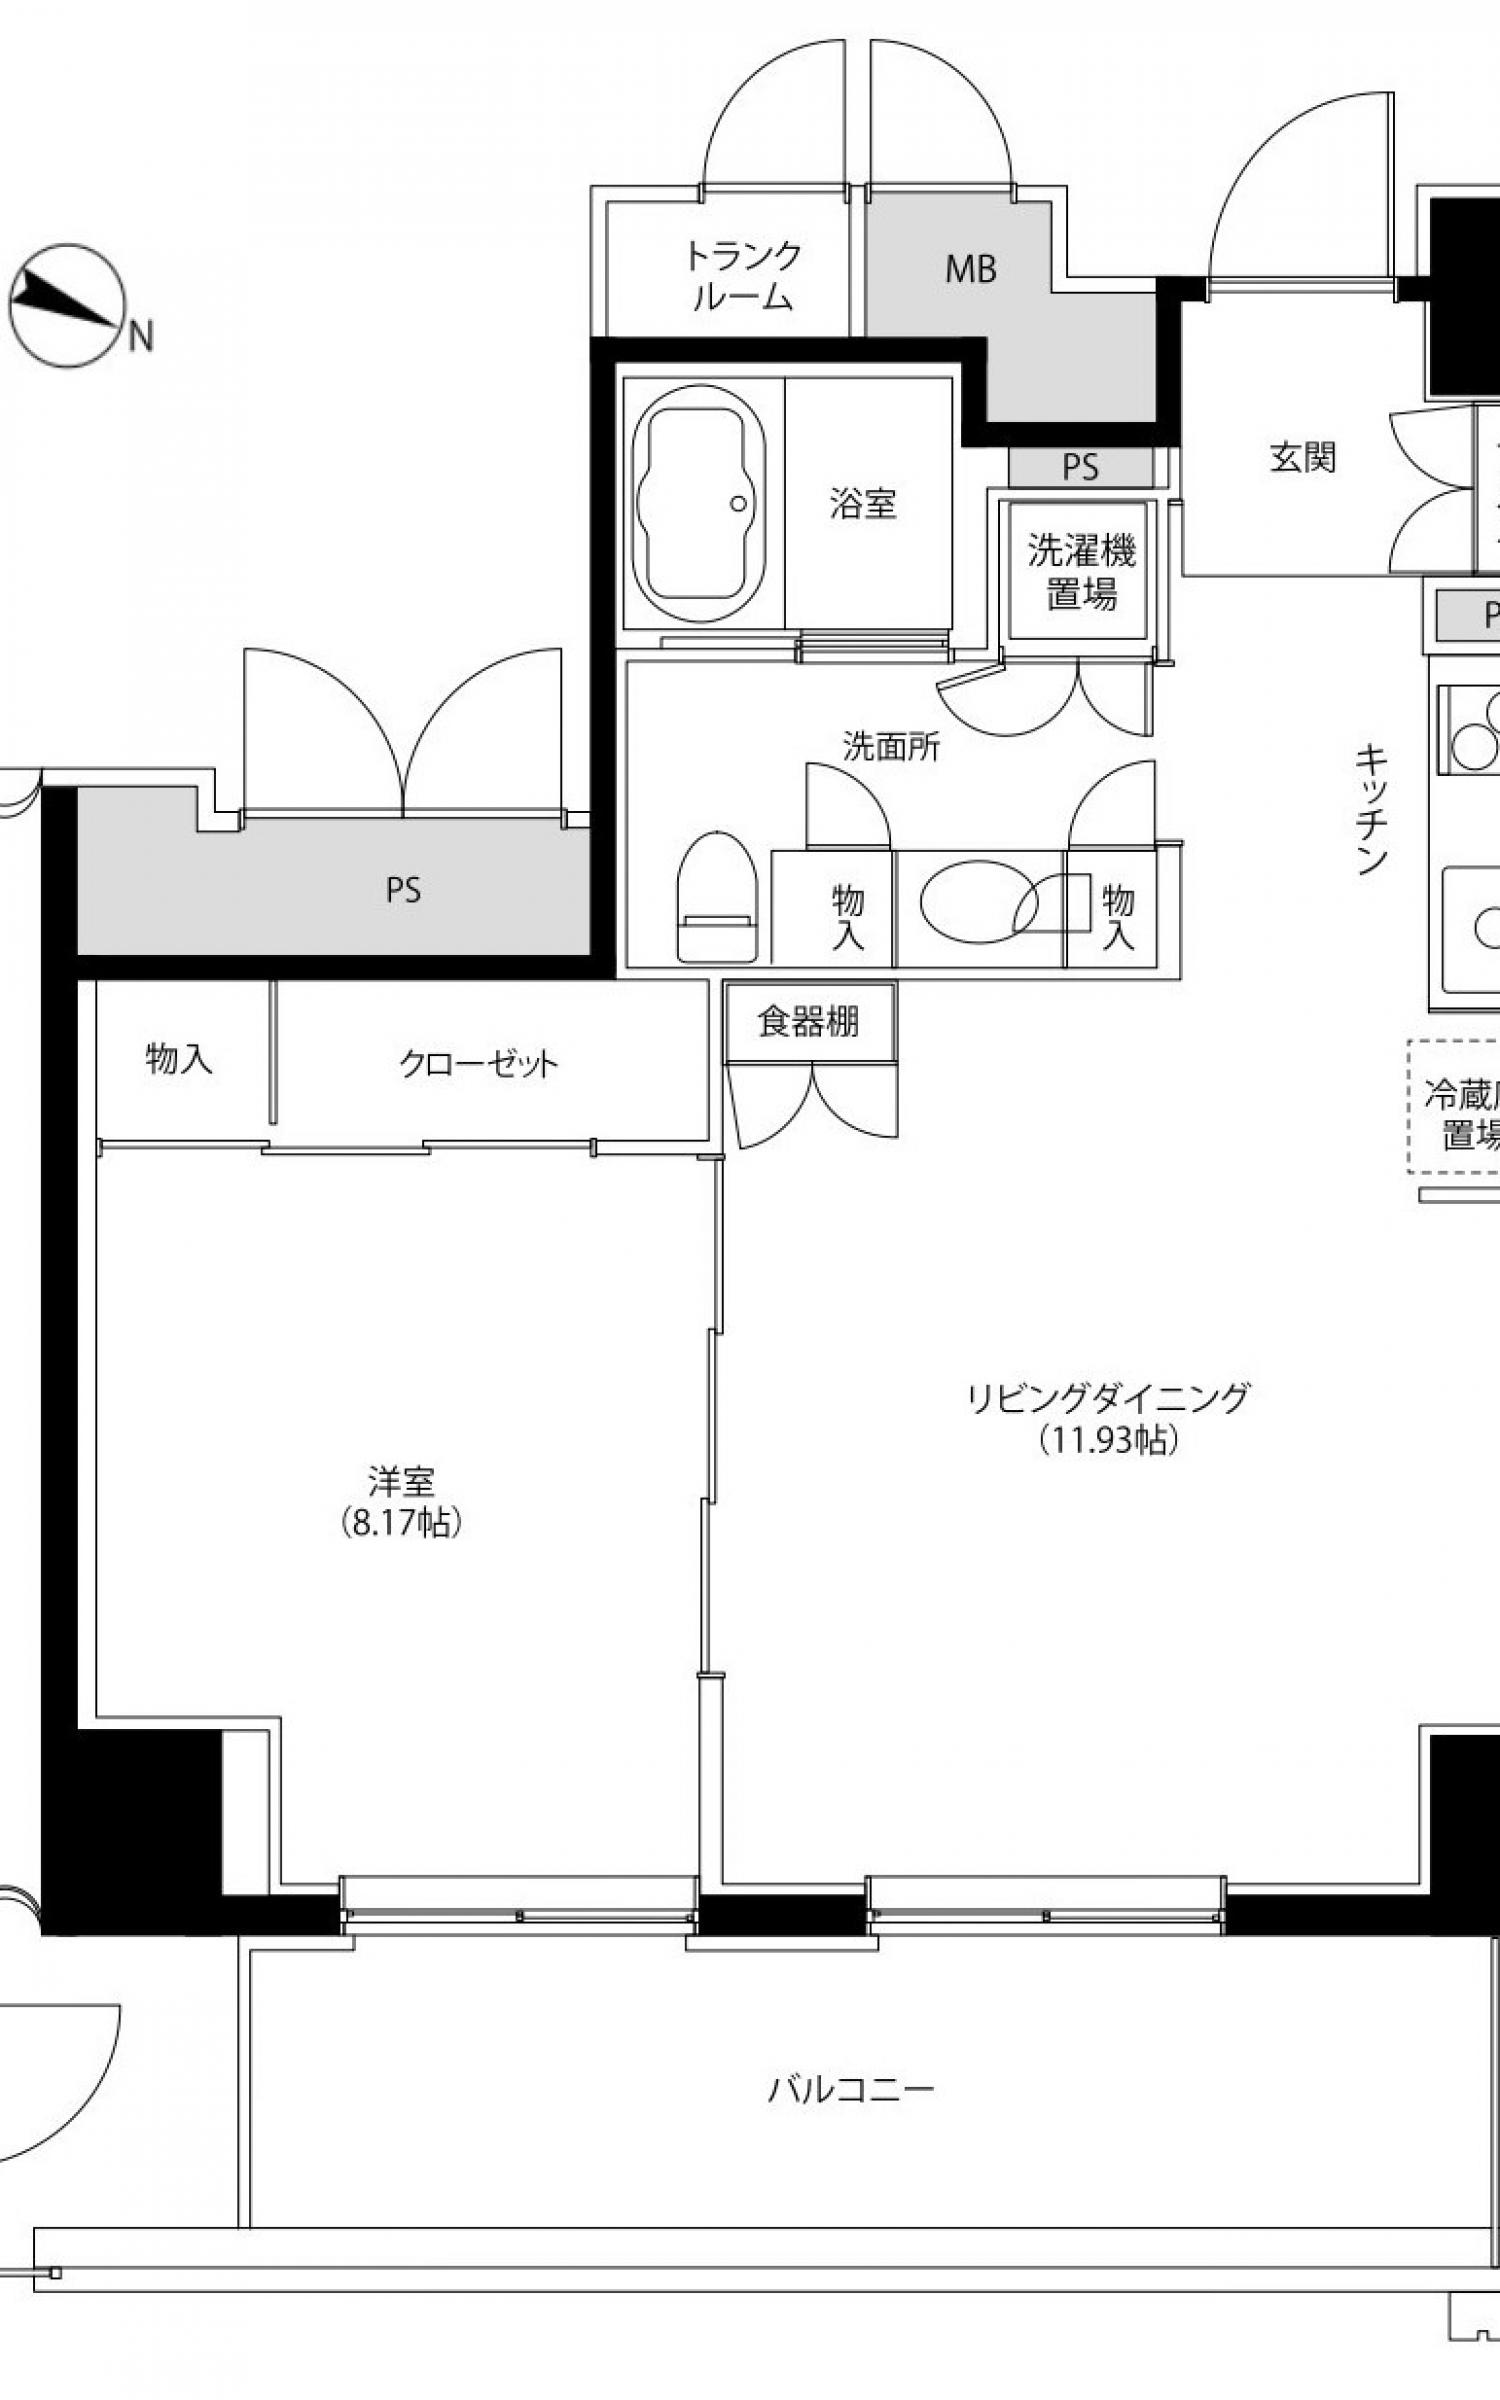 トランク
ルーム
MB
N
PS
玄関
浴室
洗濯機
置場
P
洗面所
キッチン
PS
物入
物入
食器棚
物入
クローゼット
冷蔵
置場
リビングダイニング
(11.93帖)
洋室
(8.17帖)
バルコニー